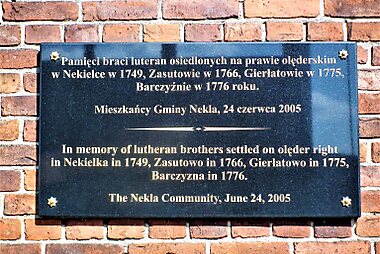 Pamięci braci luteran osiedlonych na prawie olęderskim
w Nekielce w 1749, Zasutowie w 1766, Gierłatowie w 1775,
Barczyźnie w 1776 roku.
Mieszkańcy Gminy Nekla, 24 czerwca 2005
In memory of lutheran brothers settled on olęder right
in Nekielka in 1749, Zasutowo in 1766, Gierłatowo in 1775,
Barczyzna in 1776.
The Nekla Community, June 24, 2005